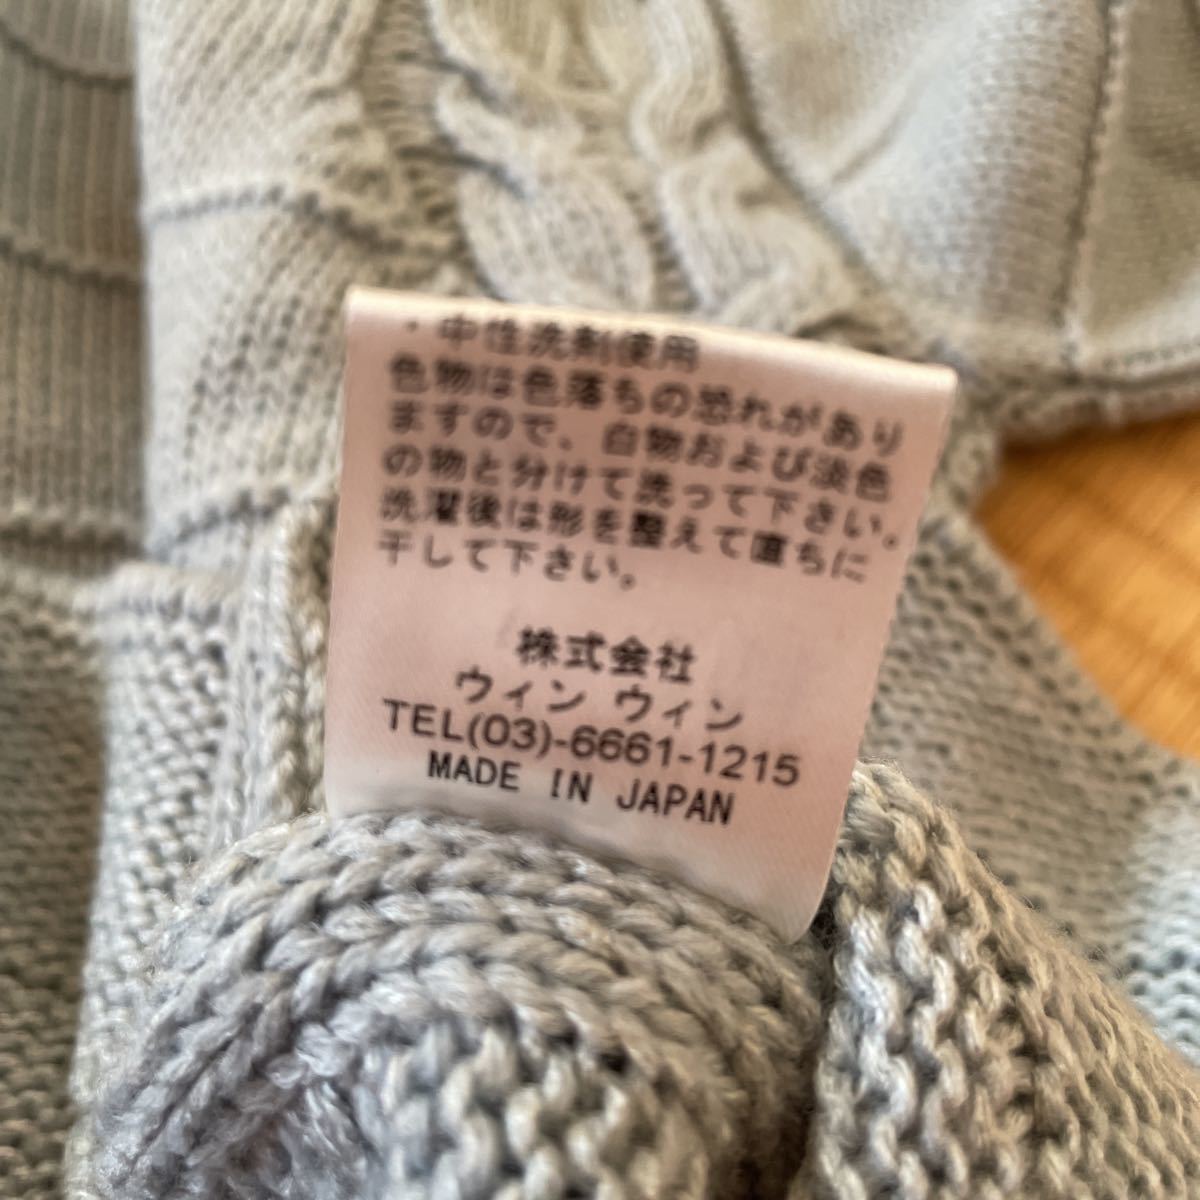 ・中性洗剤使用
色物は色落ちの恐れがあり
ますので、白物および淡色
の物と分けて洗って下さい。
洗濯後は形を整えて直ちに
干して下さい。
株式会社
ウィン ウィン
TEL(03)-6661-1215
MADE IN JAPAN